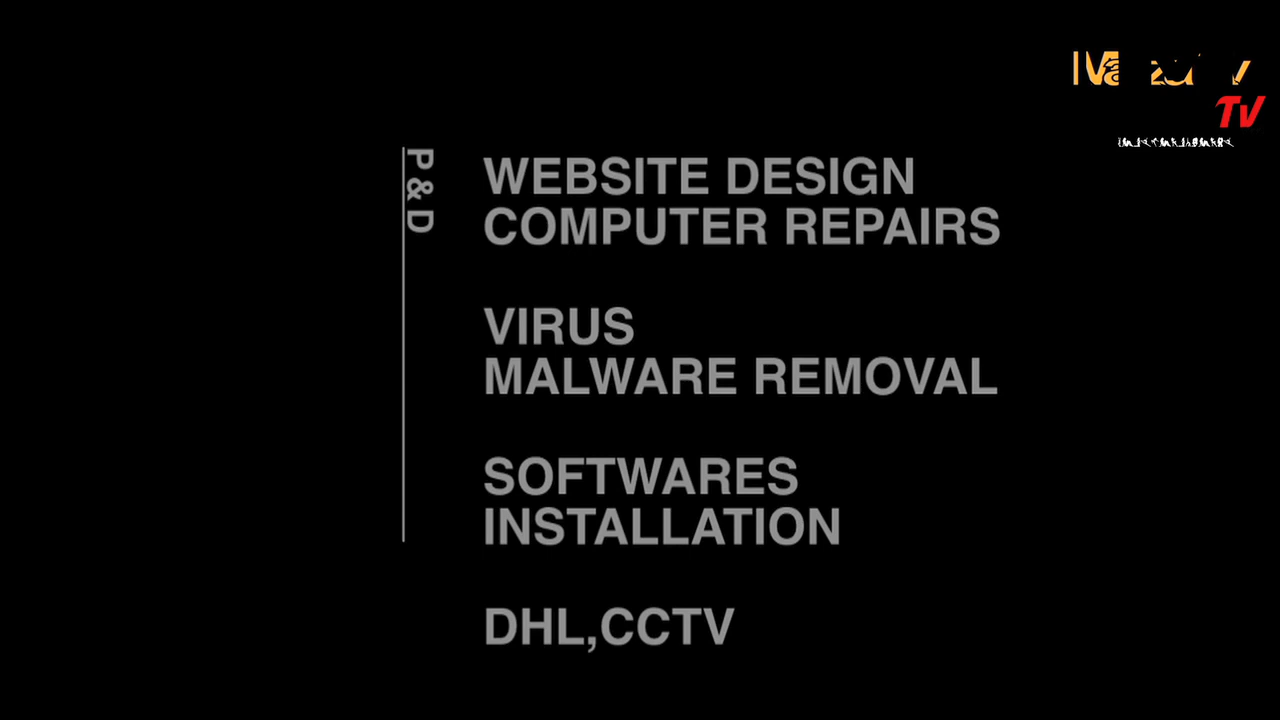 TV
P & D
WEBSITE DESIGN
COMPUTER REPAIRS
VIRUS
MALWARE REMOVAL
SOFTWARES
INSTALLATION
DHL,CCTV